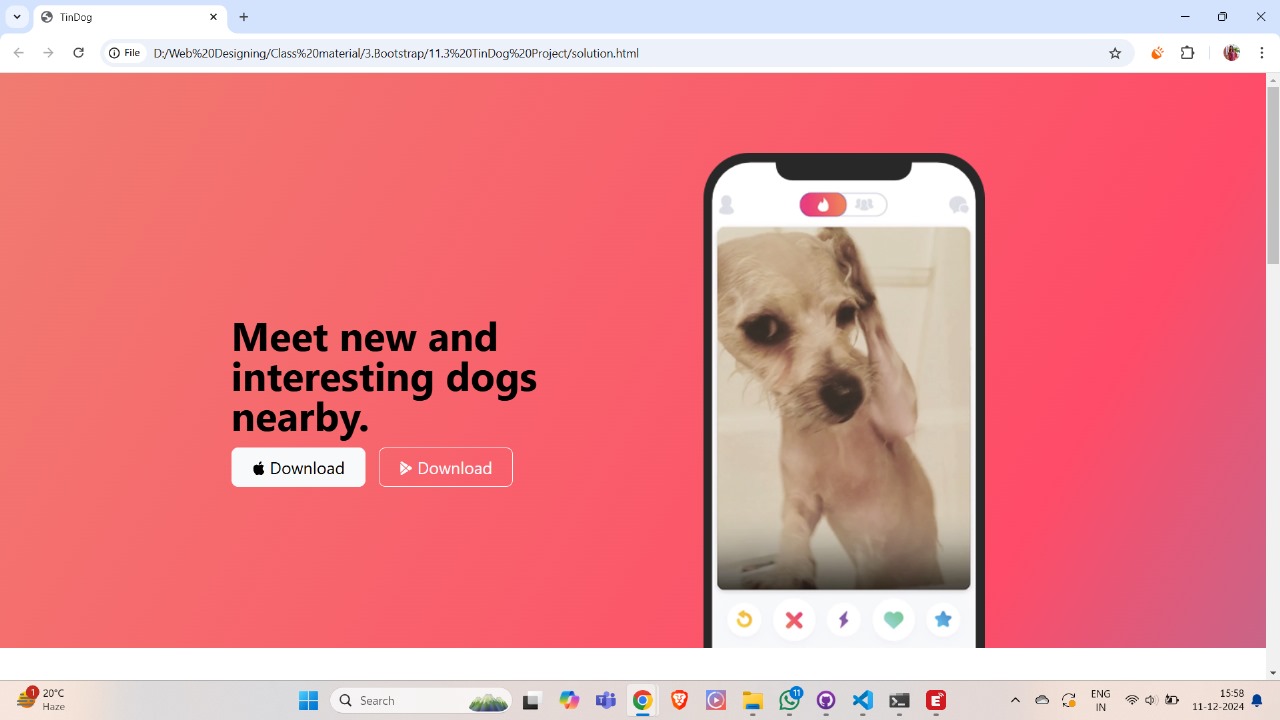 TinDog
File
D:/Web%20Designing/Class%20material/3.Bootstrap/11.3%20TinDog%20Project/solution.html
Meet new and
interesting dogs
nearby.
Download
Download
1
20°C
Haze
Search
11
ENG
IN
15:58
11-12-2024